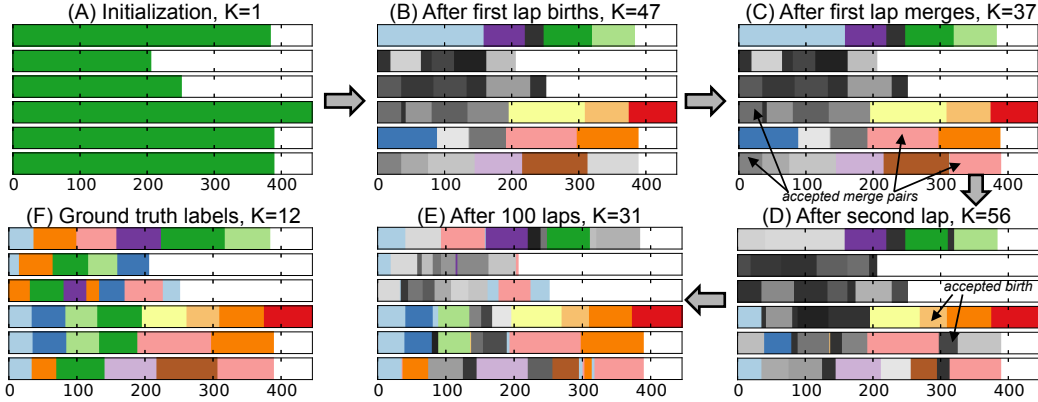 (A) Initialization, K=1
0 100 200 300 400
(B) After first lap births, K=47
0 100 200 300 400
(C) After first lap merges, K=37
accepted merge pairs
0 100 200 300 400
(F) Ground truth labels, K=12
0 100 200 300 400
(E) After 100 laps, K=31
0 100 200 300 400
(D) After second lap, K=56
accepted birth
0 100 200 300 400